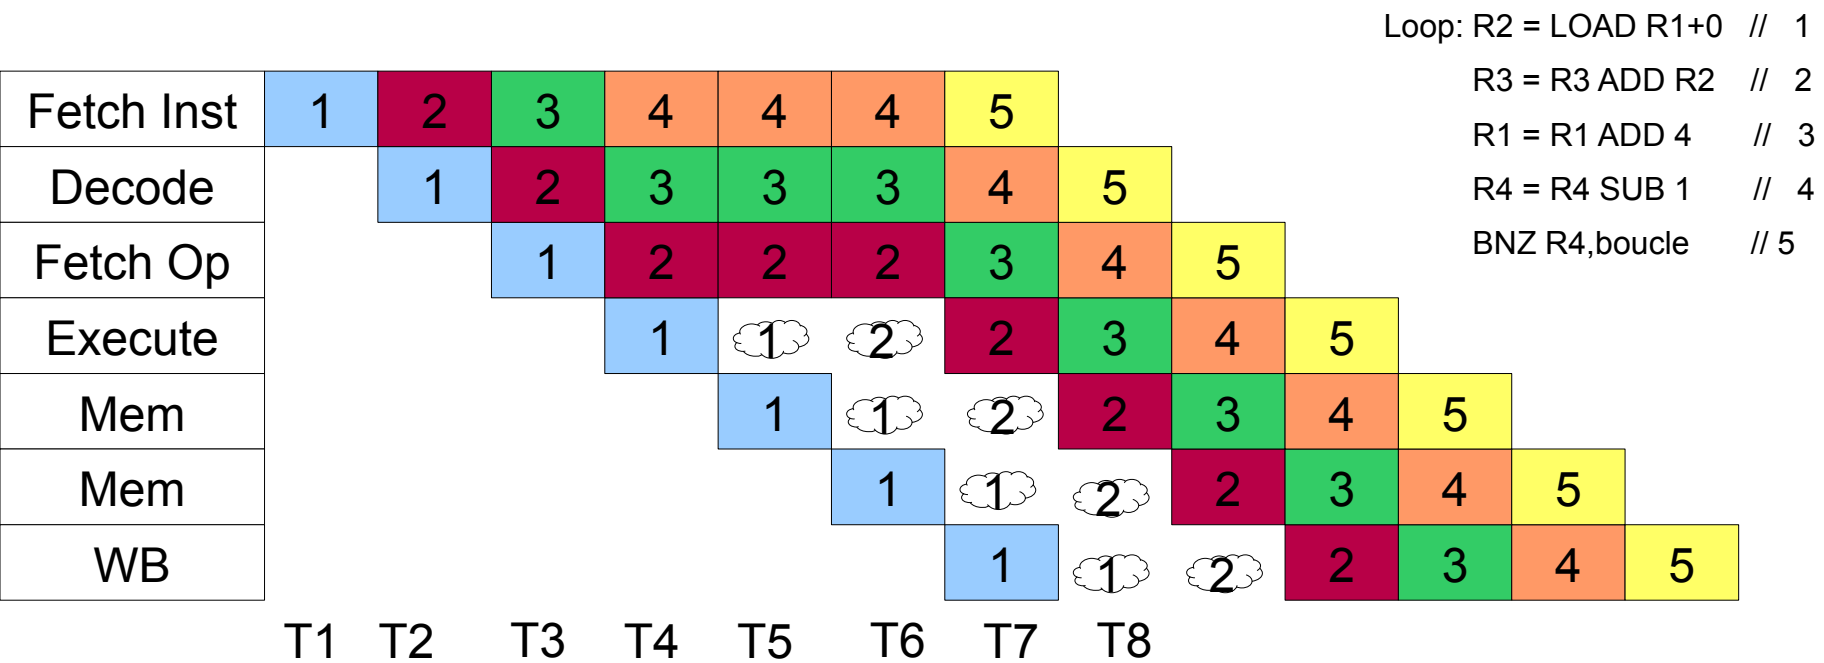 Loop: R2 = LOAD R1+0 // 1
R3 = R3 ADD R2 // 2
R1 = R1 ADD 4 // 3
R4 = R4 SUB 1 // 4
BNZ R4,boucle // 5
Fetch Inst 1 2 3 4 4 4 5
Decode 1 2 3 3 3 4 5
Fetch Op 1 2 2 2 3 4 5
Execute 1 1 2 2 3 4 5
Mem 1 1 2 2 3 4 5
Mem 1 1 2 2 3 4 5
WB 1 1 2 2 3 4 5
T1 T2 T3 T4 T5 T6 T7 T8